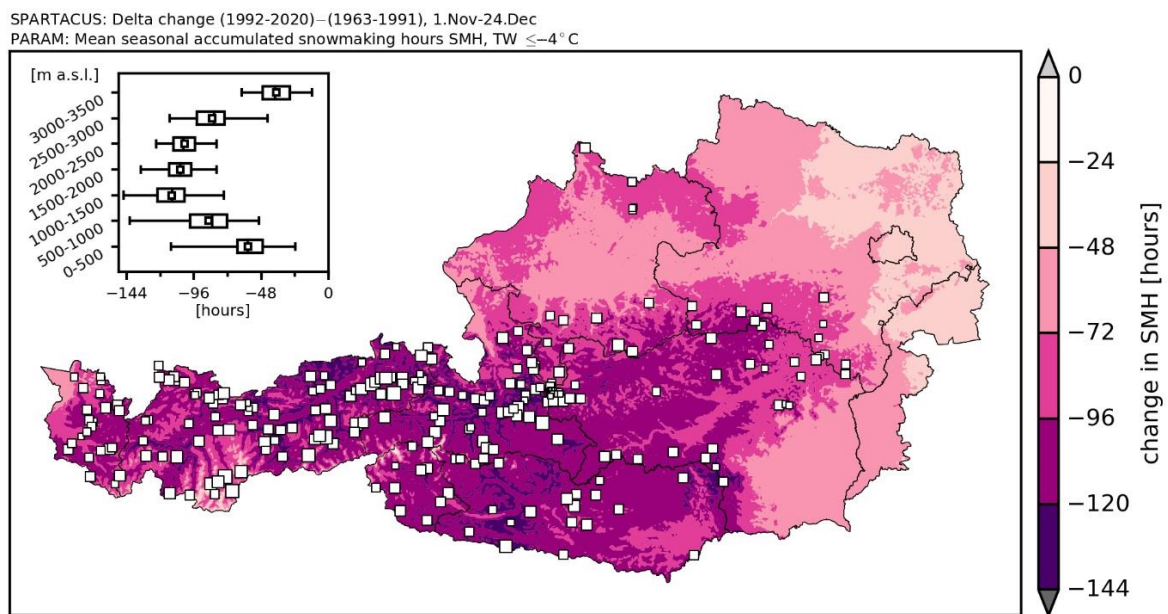 SPARTACUS: Delta change (1992-2020)−(1963-1991), 1.Nov-24.Dec
PARAM: Mean seasonal accumulated snowmaking hours SMH, TW ≤−4°C
[m a.s.l.]
3000-3500
2500-3000
2000-2500
1500-2000
1000-1500
500-1000
0-500
−144 −96 −48 0
[hours]
0
−24
−48
−72
−96
−120
−144
change in SMH [hours]